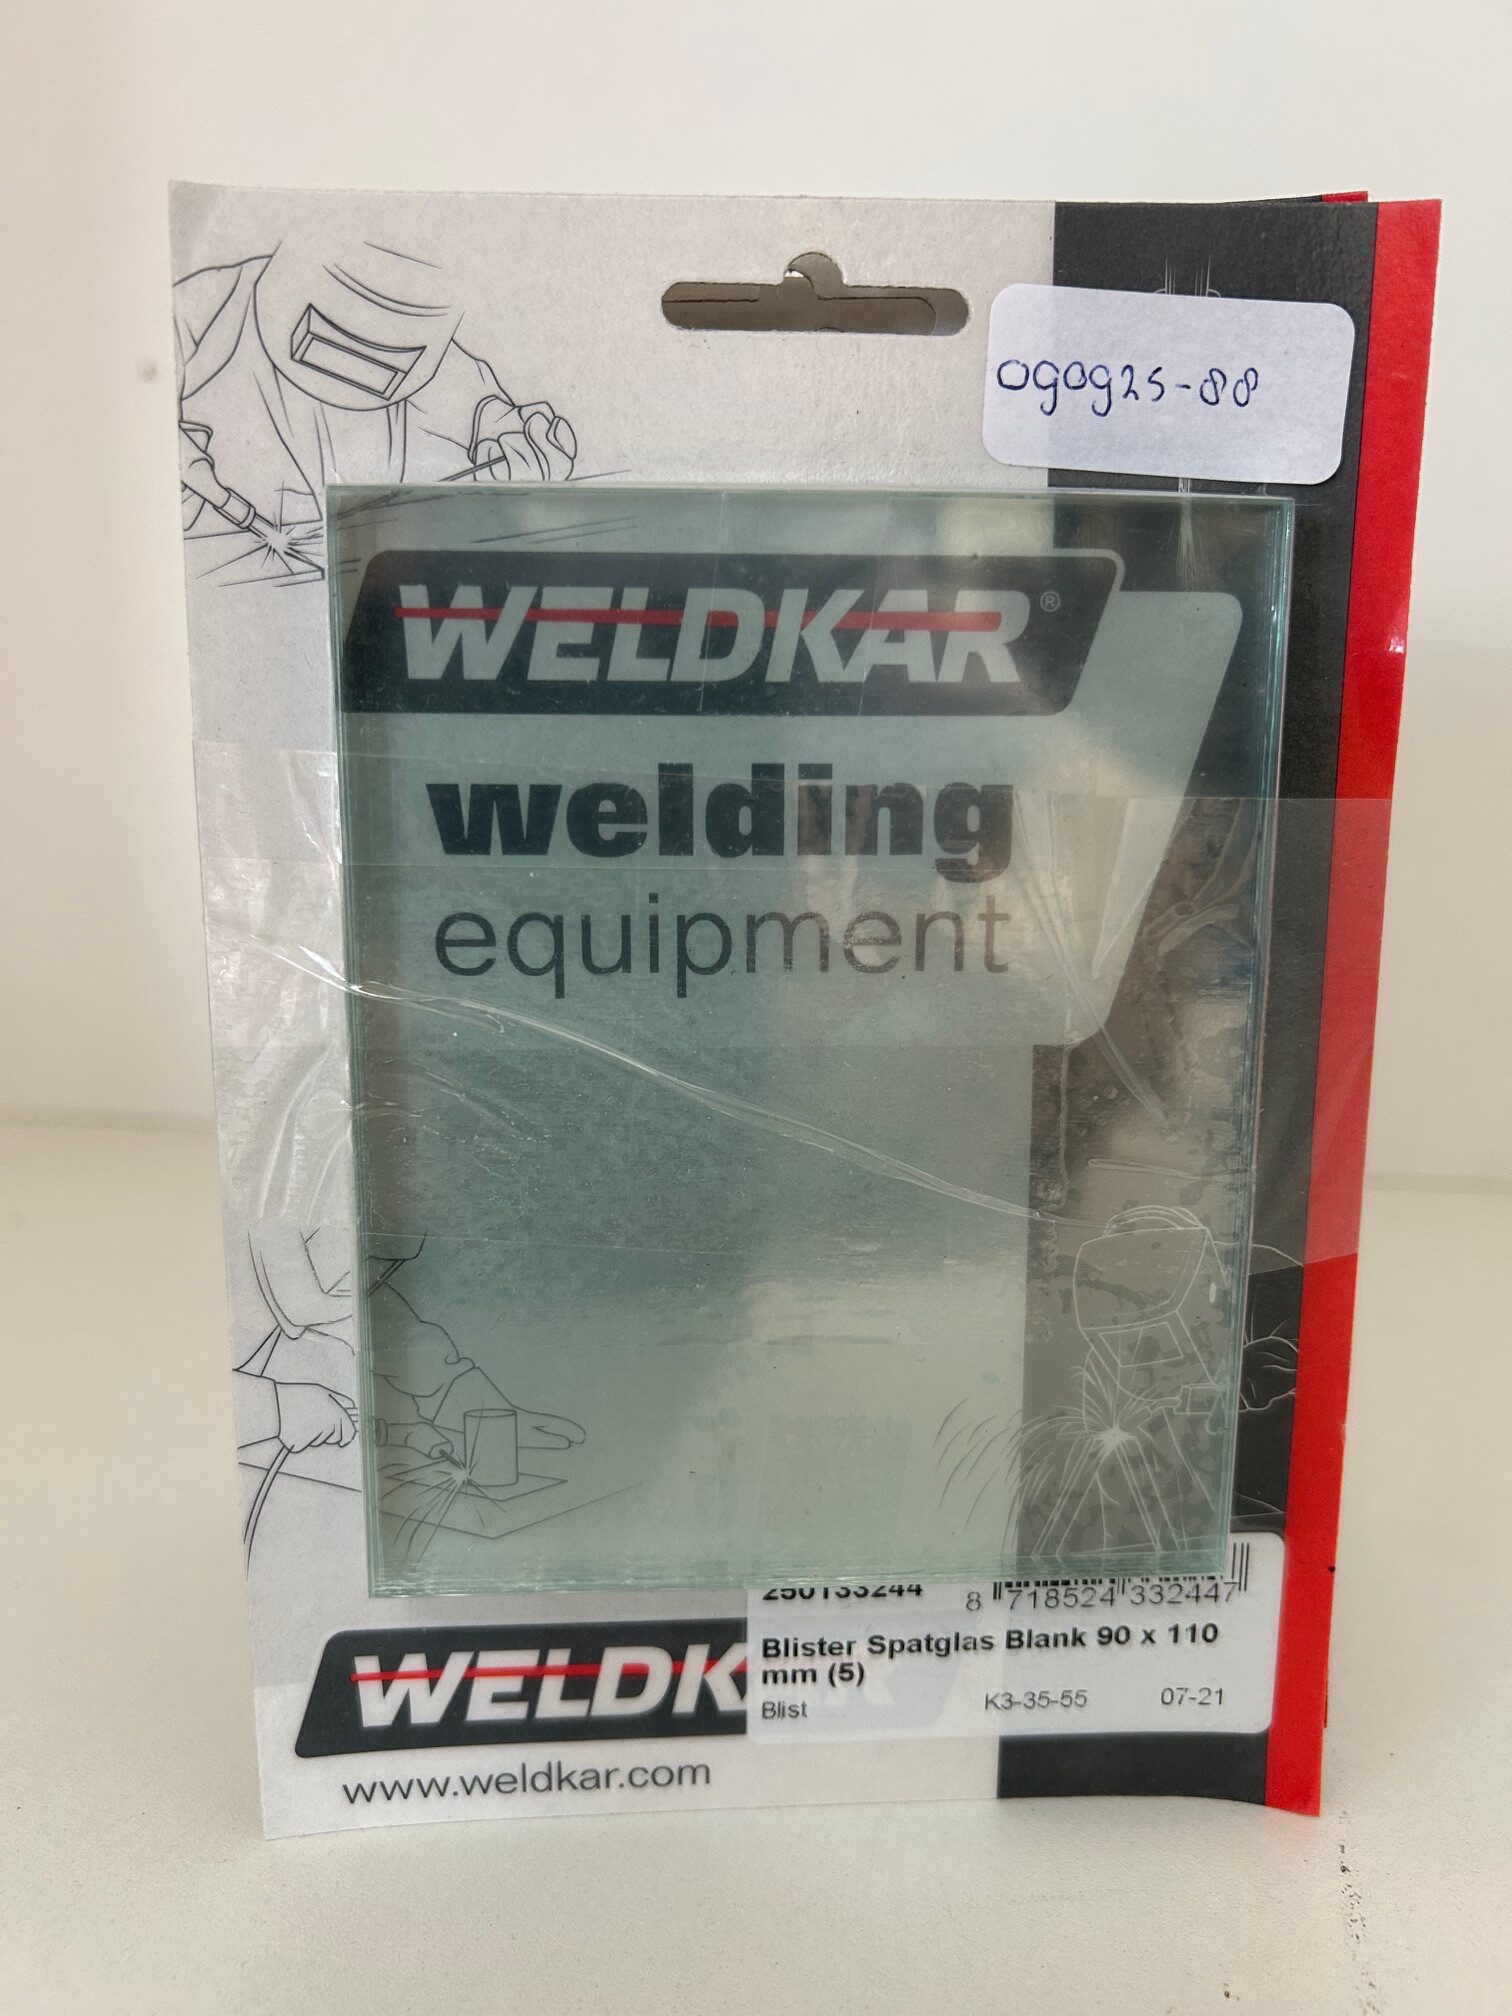 090925-88
WELDKAR®
welding
equipment
250133244
8 718524 332447
Blister Spatglas Blank 90 x 110
mm (5)
Blist K3-35-55 07-21
WELDK
www.weldkar.com